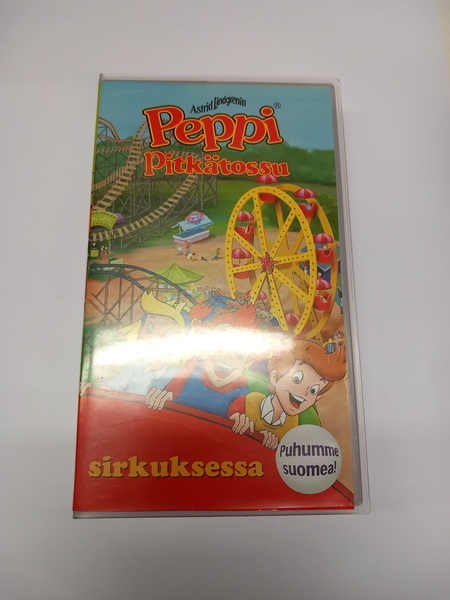 Astrid Lindgrenin
Peppi®
Pitkätossu
sirkuksessa
Puhumme
suomea!